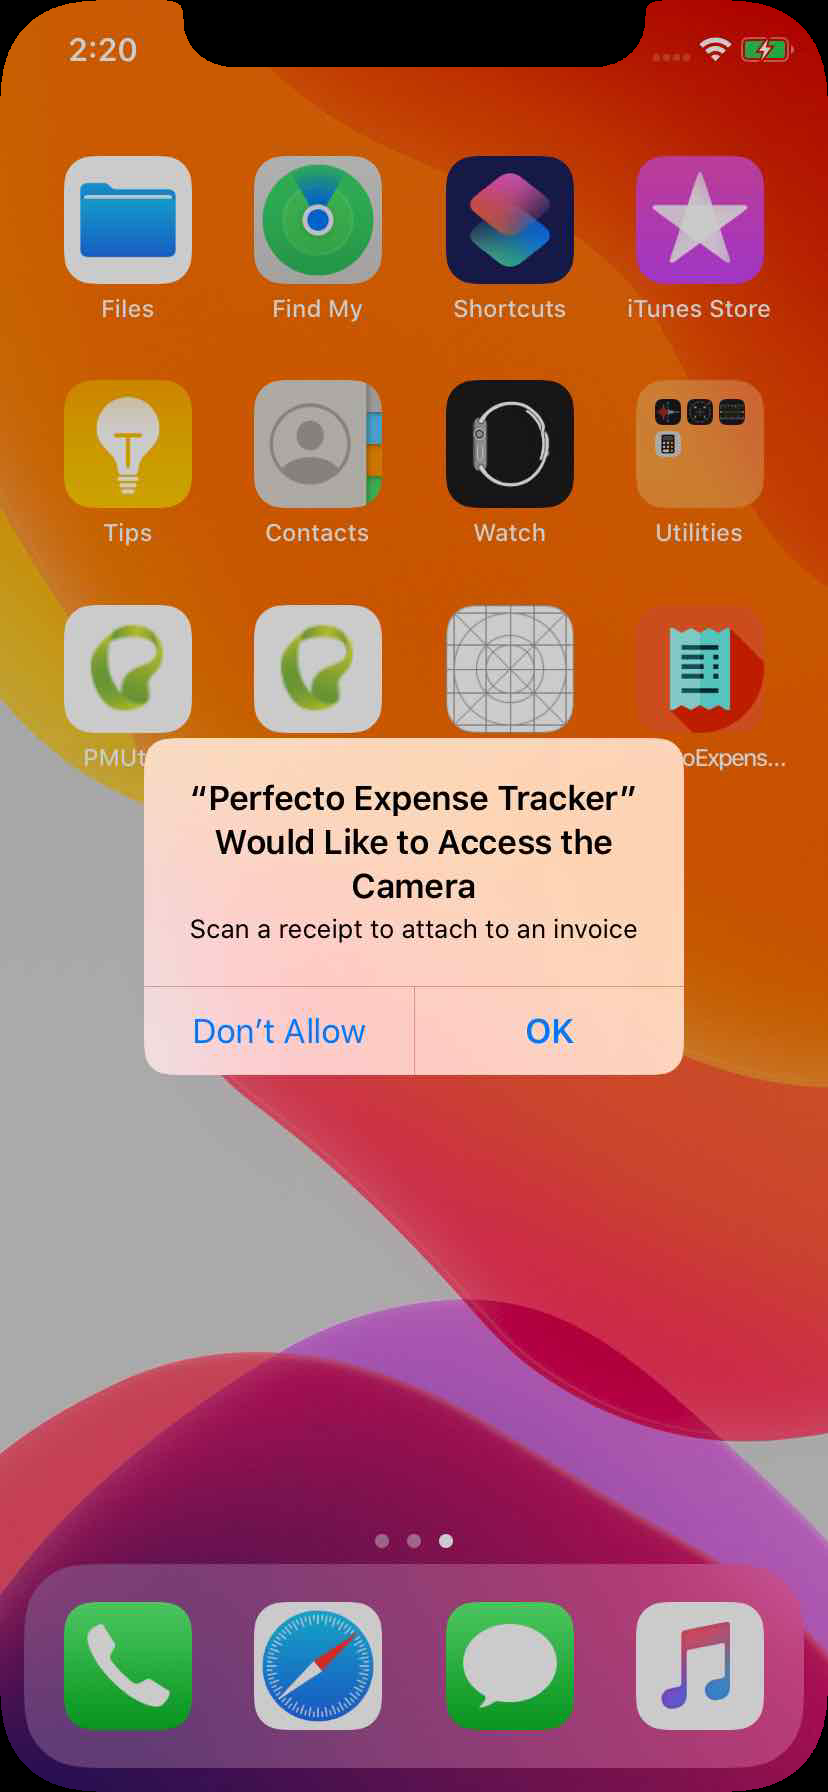 2:20
Files
Find My
Shortcuts
iTunes Store
Tips
Contacts
Watch
Utilities
PMUt
oExpens...
“Perfecto Expense Tracker”
Would Like to Access the
Camera
Scan a receipt to attach to an invoice
Don’t Allow
OK